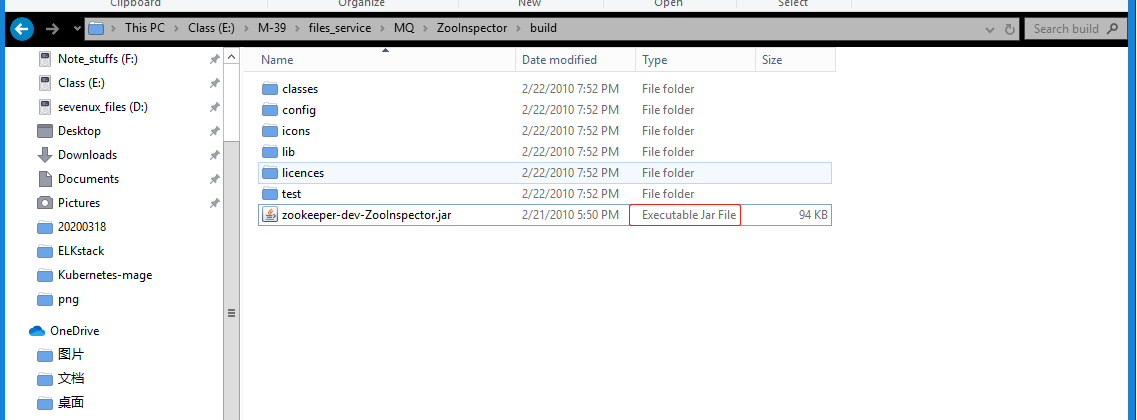 Clipboard Organize New Open Select
This PC Class (E:) M-39 files_service MQ ZooInspector build Search build
Name Date modified Type Size
Note_stuffs (F:)
Class (E:)
sevenux_files (D:)
Desktop
Downloads
Documents
Pictures
20200318
ELKstack
Kubernetes-mage
png
OneDrive
图片
文档
桌面
classes 2/22/2010 7:52 PM File folder
config 2/22/2010 7:52 PM File folder
icons 2/22/2010 7:52 PM File folder
lib 2/22/2010 7:52 PM File folder
licences 2/22/2010 7:52 PM File folder
test 2/22/2010 7:52 PM File folder
zookeeper-dev-ZooInspector.jar 2/21/2010 5:50 PM Executable Jar File 94 KB